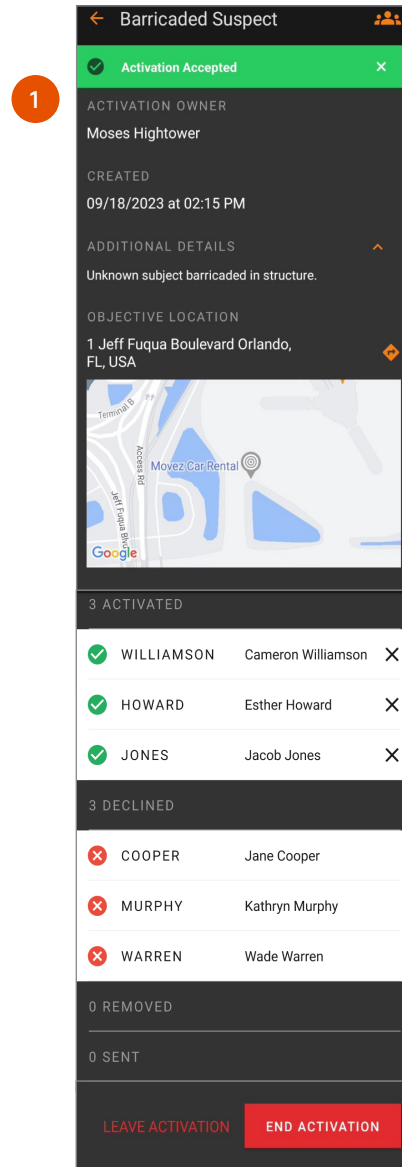 Barricaded Suspect
Activation Accepted
1
ACTIVATION OWNER
Moses Hightower
CREATED
09/18/2023 at 02:15 PM
ADDITIONAL DETAILS
Unknown subject barricaded in structure.
OBJECTIVE LOCATION
1 Jeff Fuqua Boulevard Orlando,
FL, USA
Terminal B
Access Rd
Movez Car Rental
Jeff Fuqua Blvd
Google
3 ACTIVATED
WILLIAMSON Cameron Williamson
HOWARD Esther Howard
JONES Jacob Jones
3 DECLINED
COOPER Jane Cooper
MURPHY Kathryn Murphy
WARREN Wade Warren
0 REMOVED
0 SENT
LEAVE ACTIVATION END ACTIVATION